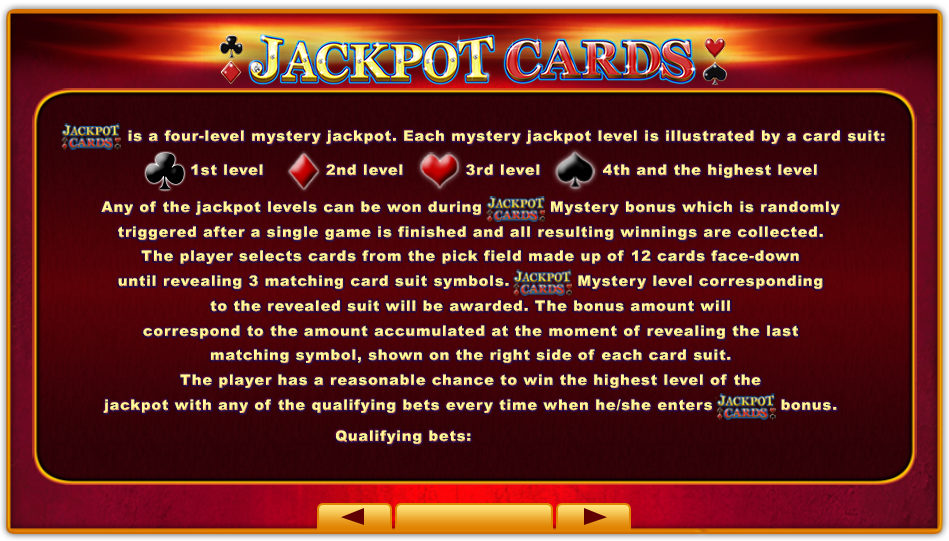 JACKPOT CARDS
JACKPOT CARDS is a four-level mystery jackpot. Each mystery jackpot level is illustrated by a card suit:
1st level 2nd level 3rd level 4th and the highest level
Any of the jackpot levels can be won during JACKPOT CARDS Mystery bonus which is randomly
triggered after a single game is finished and all resulting winnings are collected.
The player selects cards from the pick field made up of 12 cards face-down
until revealing 3 matching card suit symbols. JACKPOT CARDS Mystery level corresponding
to the revealed suit will be awarded. The bonus amount will
correspond to the amount accumulated at the moment of revealing the last
matching symbol, shown on the right side of each card suit.
The player has a reasonable chance to win the highest level of the
jackpot with any of the qualifying bets every time when he/she enters JACKPOT CARDS bonus.
Qualifying bets: